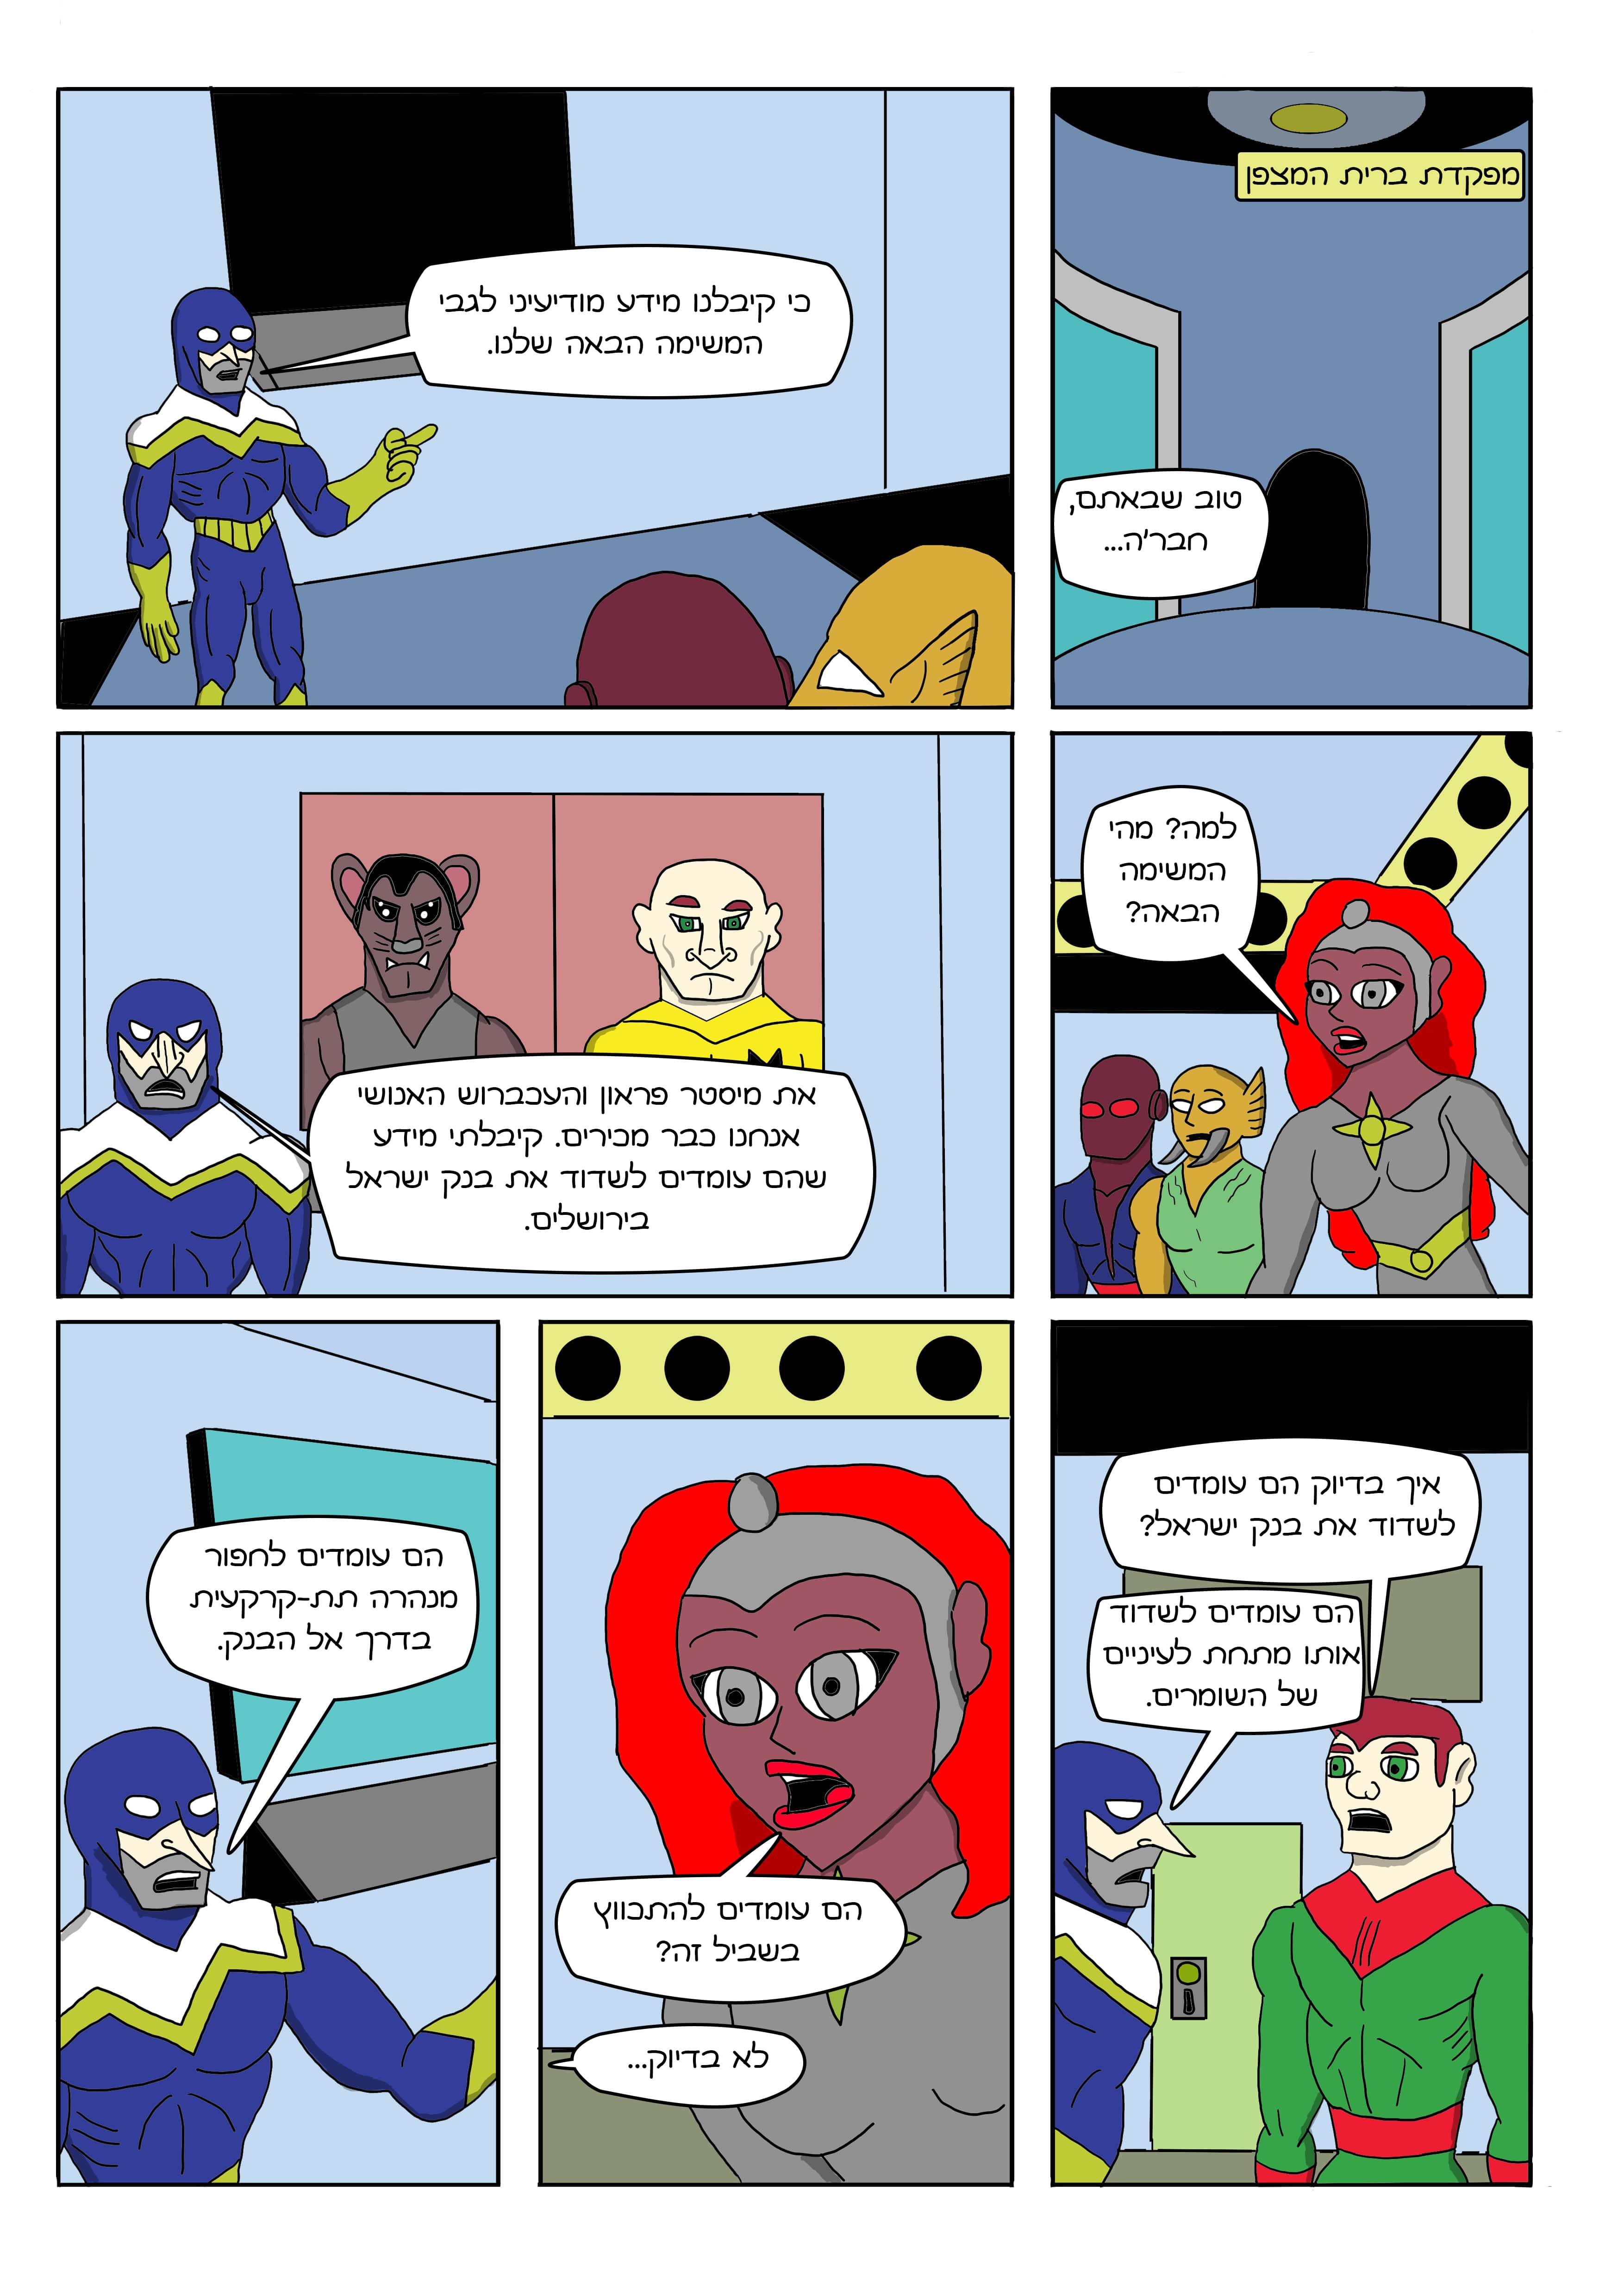 מפקדת ברית המצפן
טוב שבאתם,
חבר'ה...
כי קיבלנו מידע מודיעיני לגבי
המשימה הבאה שלנו.
למה? מהי
המשימה
הבאה?
את מיסטר פראון והעכברוש האנושי
אנחנו כבר מכירים. קיבלתי מידע
שהם עומדים לשדוד את בנק ישראל
בירושלים.
איך בדיוק הם עומדים
לשדוד את בנק ישראל?
הם עומדים לשדוד
אותו מתחת לעיניים
של השומרים.
הם עומדים להתכווץ
בשביל זה?
לא בדיוק...
הם עומדים לחפור
מנהרה תת-קרקעית
בדרך אל הבנק.